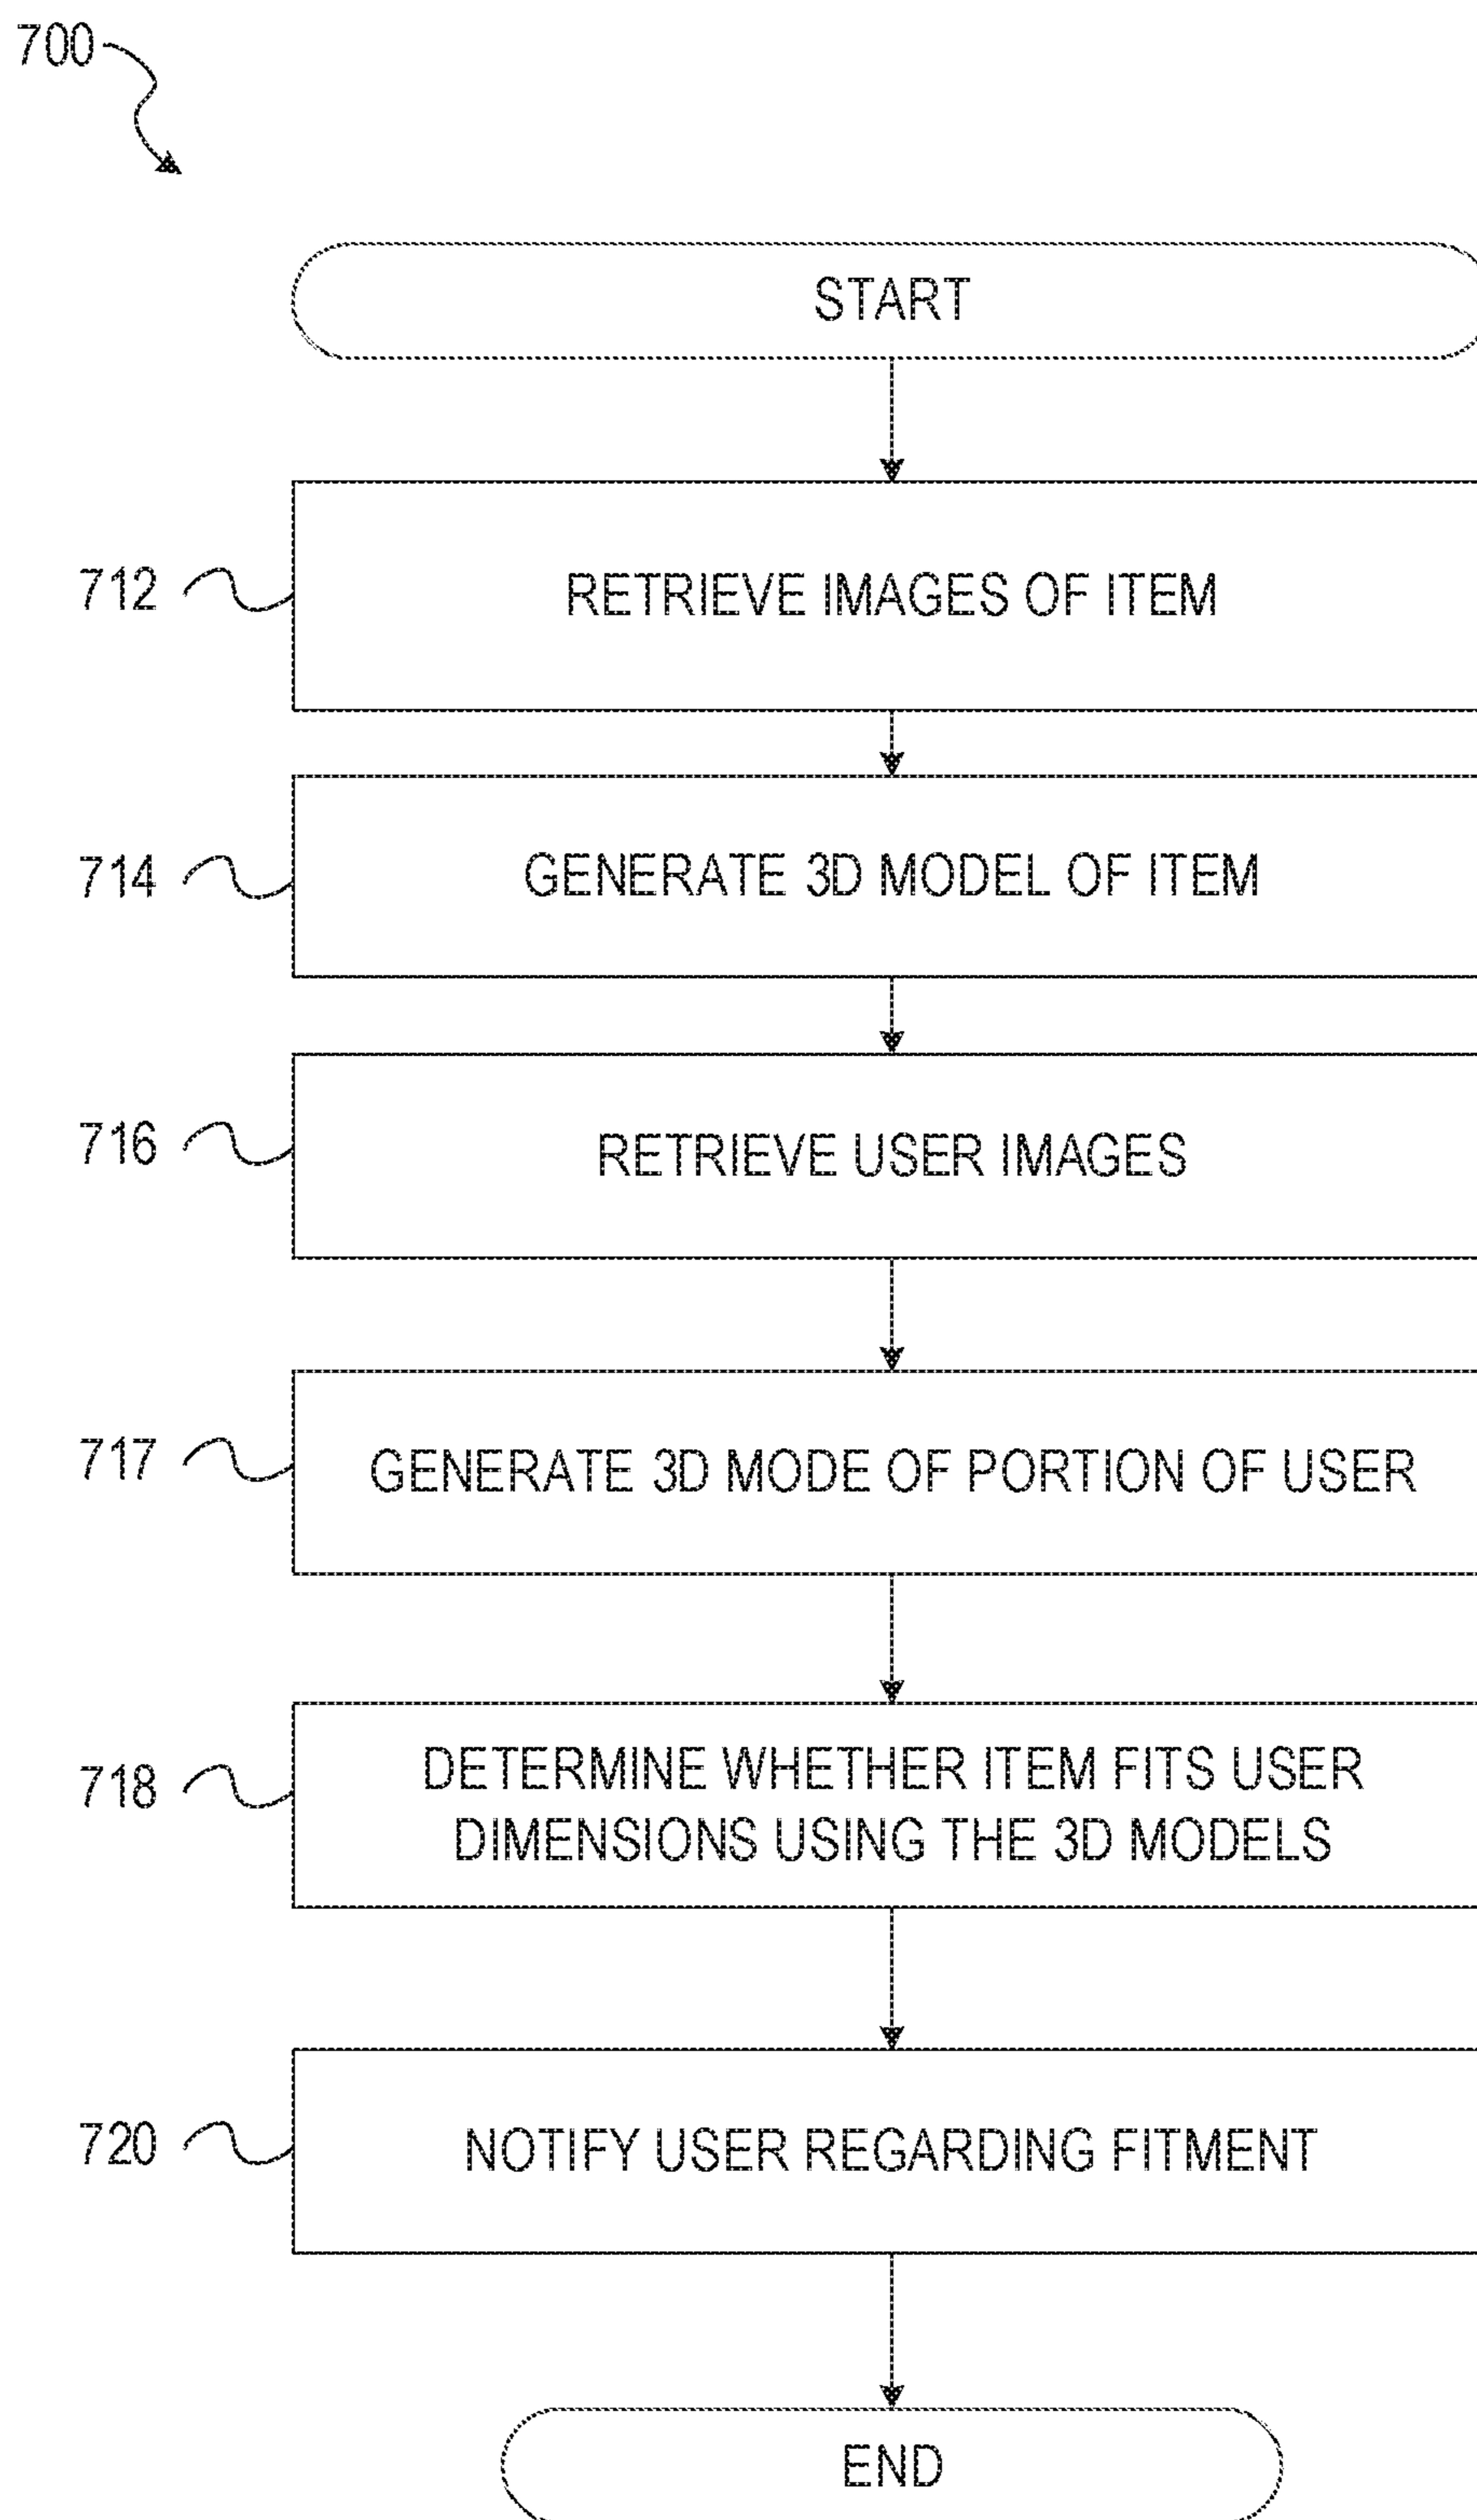 700
START
712
RETRIEVE IMAGES OF ITEM
714
GENERATE 3D MODEL OF ITEM
716
RETRIEVE USER IMAGES
717
GENERATE 3D MODE OF PORTION OF USER
718
DETERMINE WHETHER ITEM FITS USER
DIMENSIONS USING THE 3D MODELS
720
NOTIFY USER REGARDING FITMENT
END